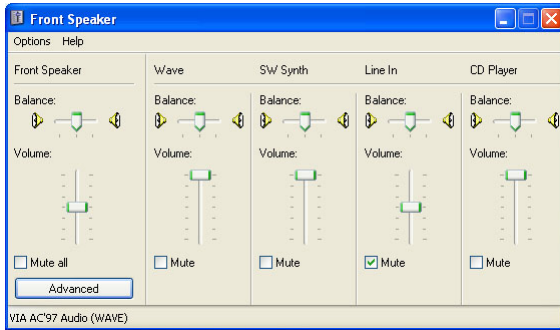 Front Speaker
Options Help
Front Speaker Wave SW Synth Line In CD Player
Balance: Balance: Balance: Balance: Balance:
Volume: Volume: Volume: Volume: Volume:
Mute all Mute Mute Mute Mute
Advanced
VIA AC'97 Audio (WAVE)